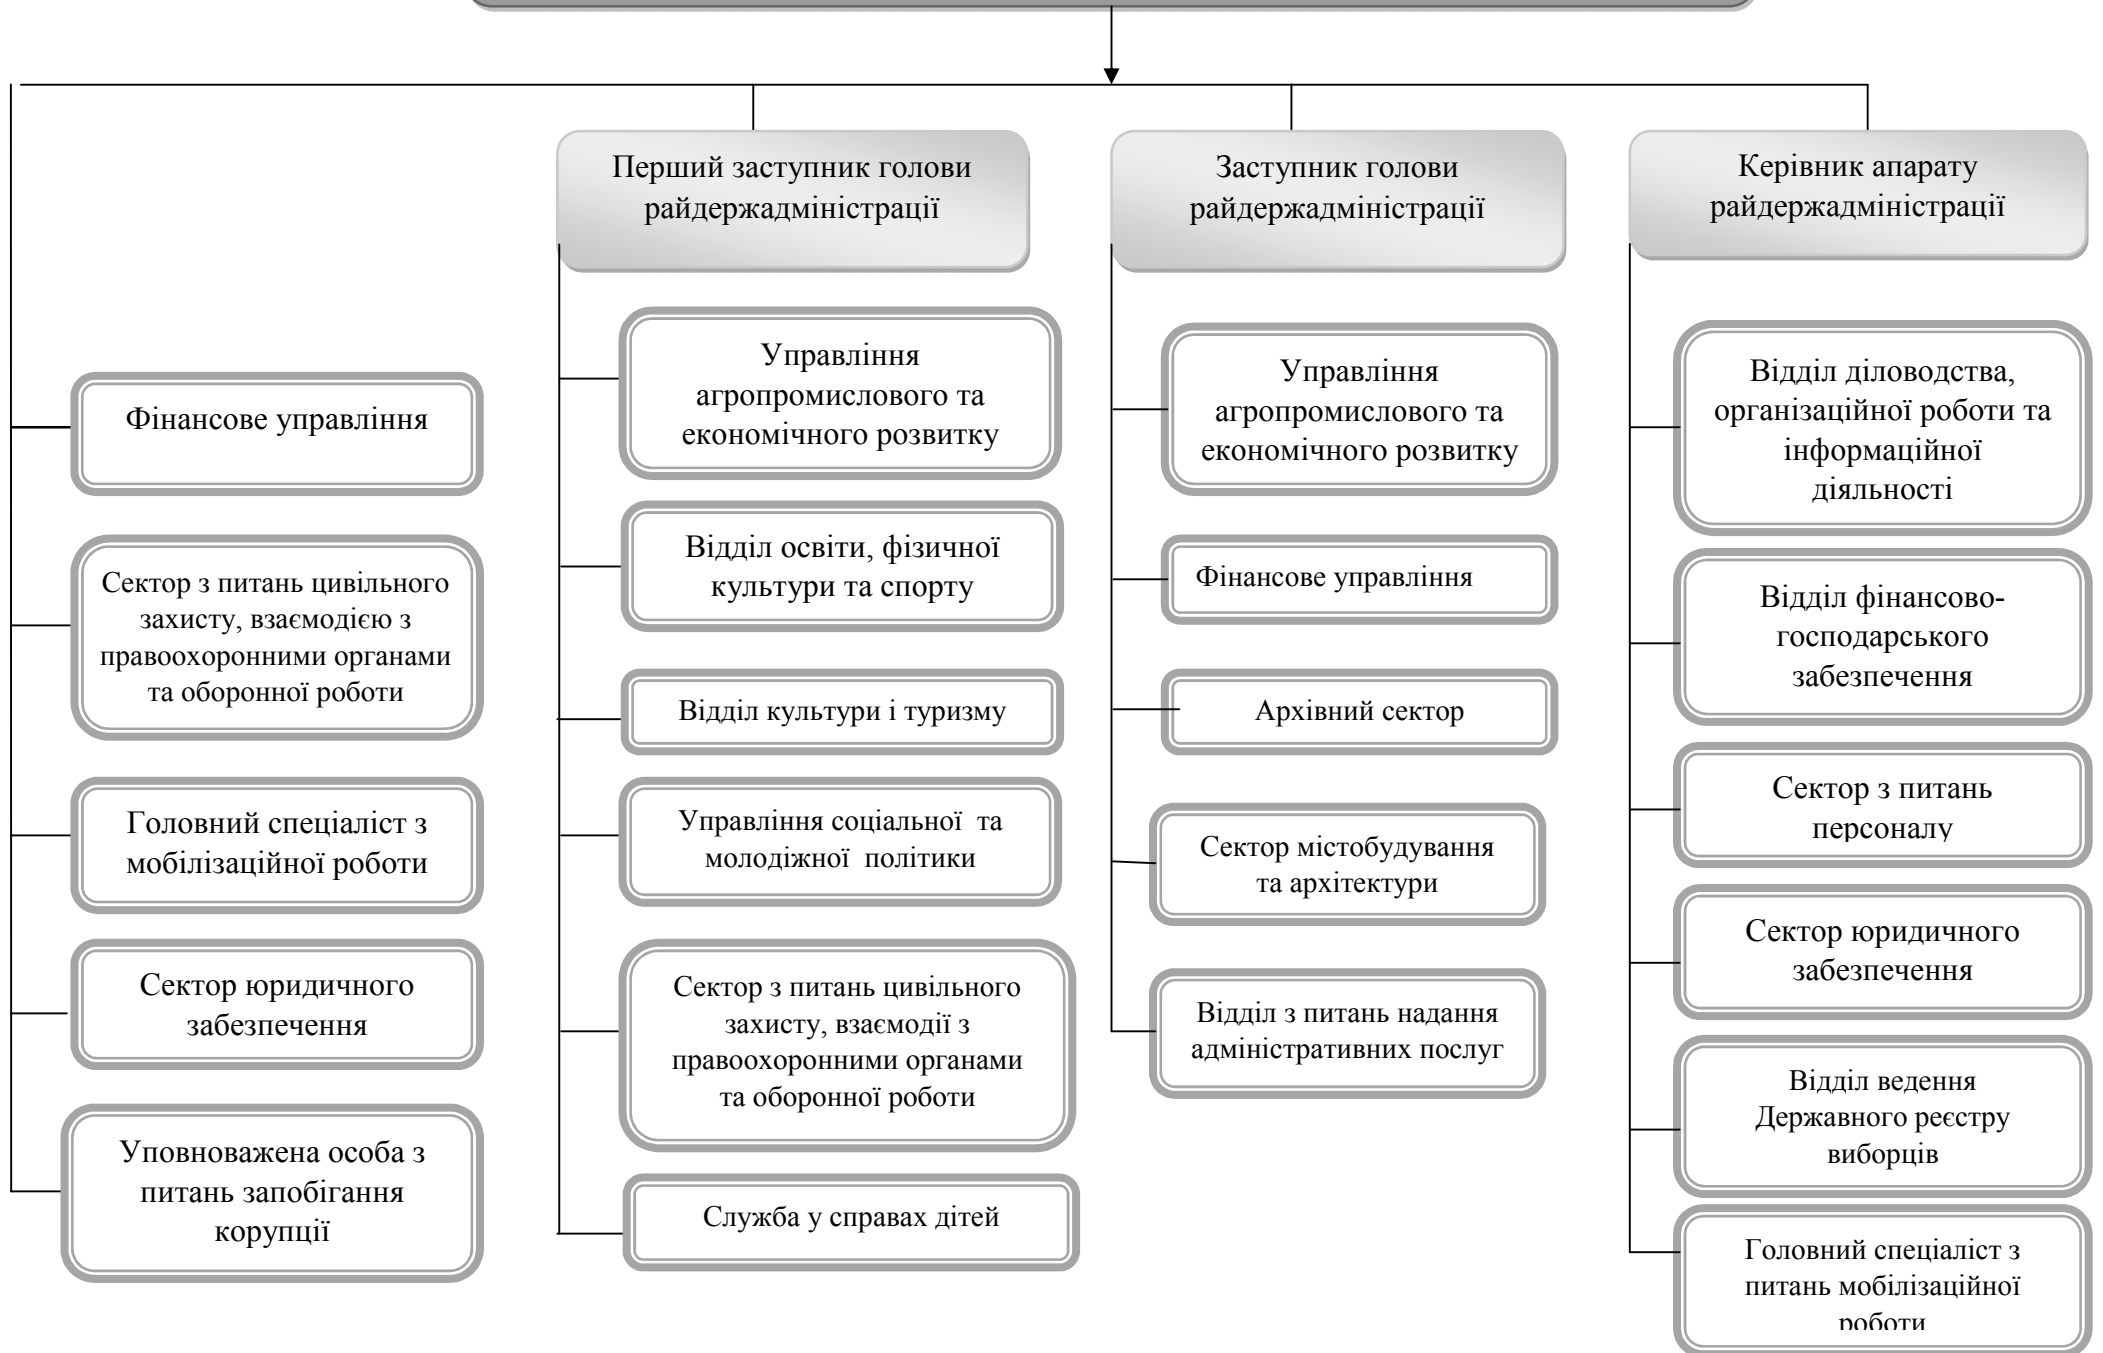 Перший заступник голови
райдержадміністрації
Заступник голови
райдержадміністрації
Керівник апарату
райдержадміністрації
Фінансове управління
Сектор з питань цивільного
захисту, взаємодією з
правоохоронними органами
та оборонної роботи
Головний спеціаліст з
мобілізаційної роботи
Сектор юридичного
забезпечення
Уповноважена особа з
питань запобігання
корупції
Управління
агропромислового та
економічного розвитку
Відділ освіти, фізичної
культури та спорту
Відділ культури і туризму
Управління соціальної та
молодіжної політики
Сектор з питань цивільного
захисту, взаємодії з
правоохоронними органами
та оборонної роботи
Служба у справах дітей
Управління
агропромислового та
економічного розвитку
Фінансове управління
Архівний сектор
Сектор містобудування
та архітектури
Відділ з питань надання
адміністративних послуг
Відділ діловодства,
організаційної роботи та
інформаційної
діяльності
Відділ фінансово-
господарського
забезпечення
Сектор з питань
персоналу
Сектор юридичного
забезпечення
Відділ ведення
Державного реєстру
виборців
Головний спеціаліст з
питань мобілізаційної
роботи